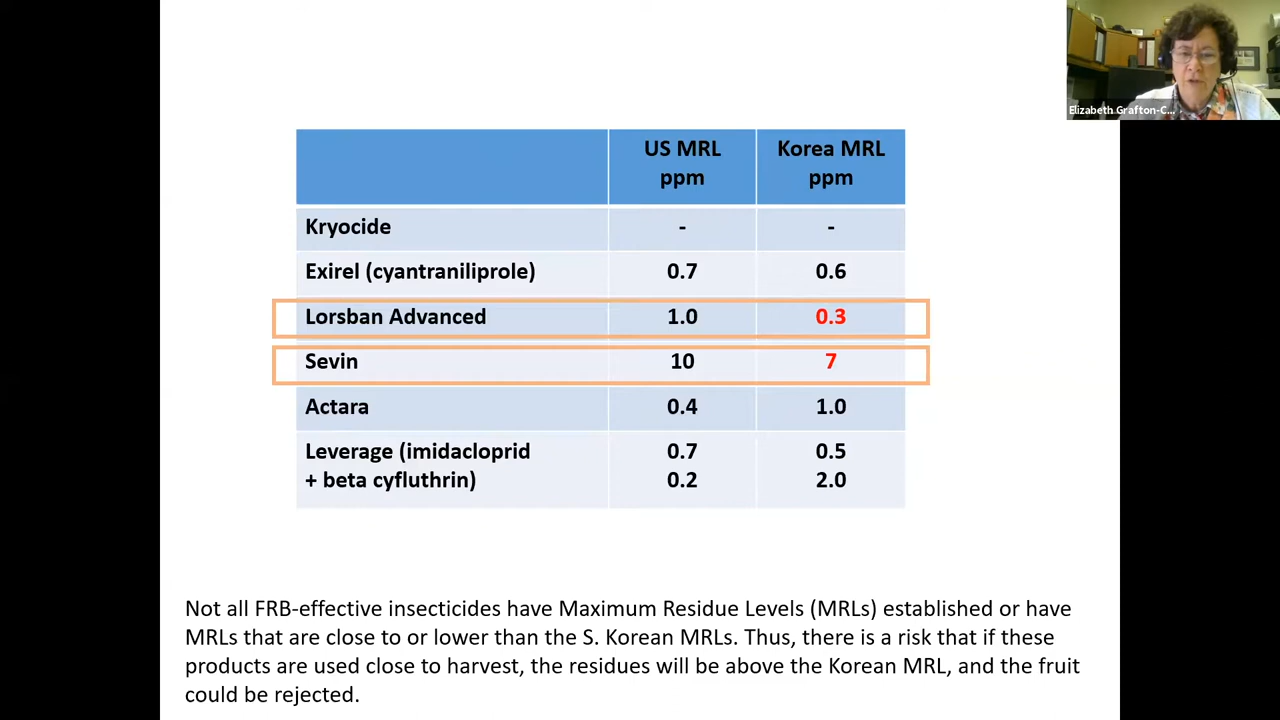 Elizabeth Grafton-C...
US MRL Korea MRL
ppm ppm
Kryocide - -
Exirel (cyantraniliprole) 0.7 0.6
Lorsban Advanced 1.0 0.3
Sevin 10 7
Actara 0.4 1.0
Leverage (imidacloprid 0.7 0.5
+ beta cyfluthrin) 0.2 2.0
Not all FRB-effective insecticides have Maximum Residue Levels (MRLs) established or have
MRLs that are close to or lower than the S. Korean MRLs. Thus, there is a risk that if these
products are used close to harvest, the residues will be above the Korean MRL, and the fruit
could be rejected.